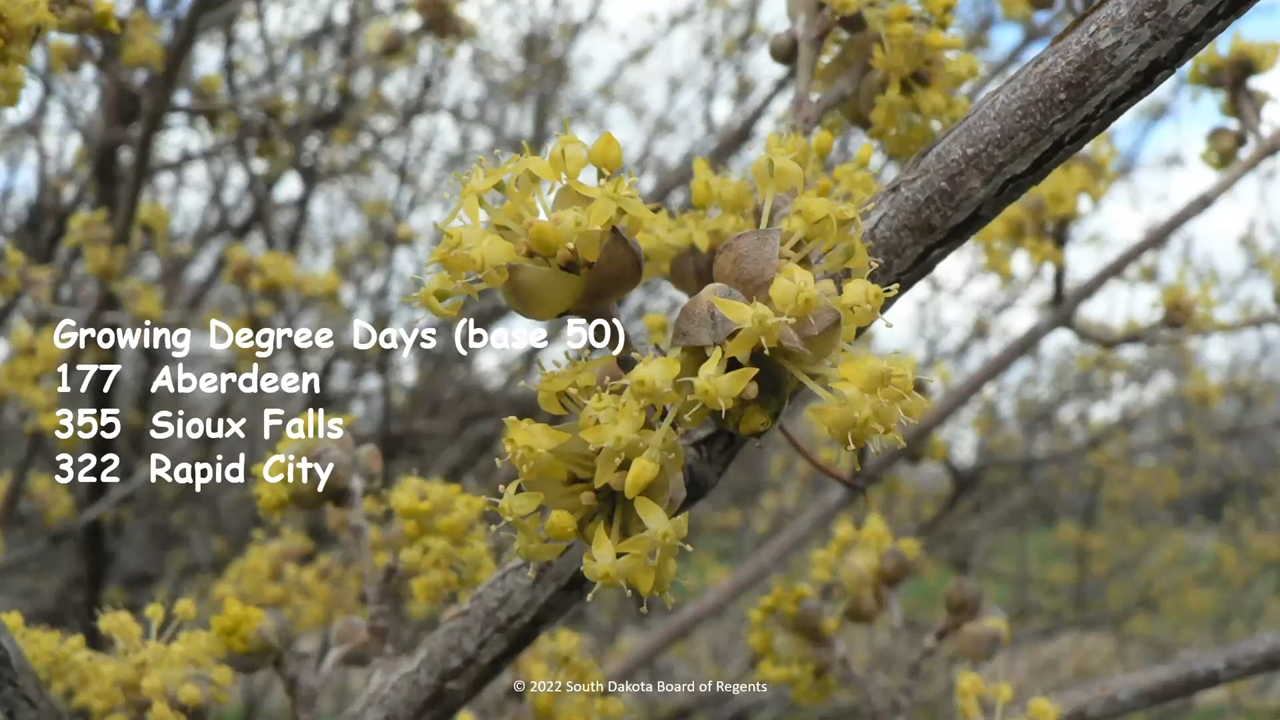 Growing Degree Days (base 50)
177 Aberdeen
355 Sioux Falls
322 Rapid City
© 2022 South Dakota Board of Regents